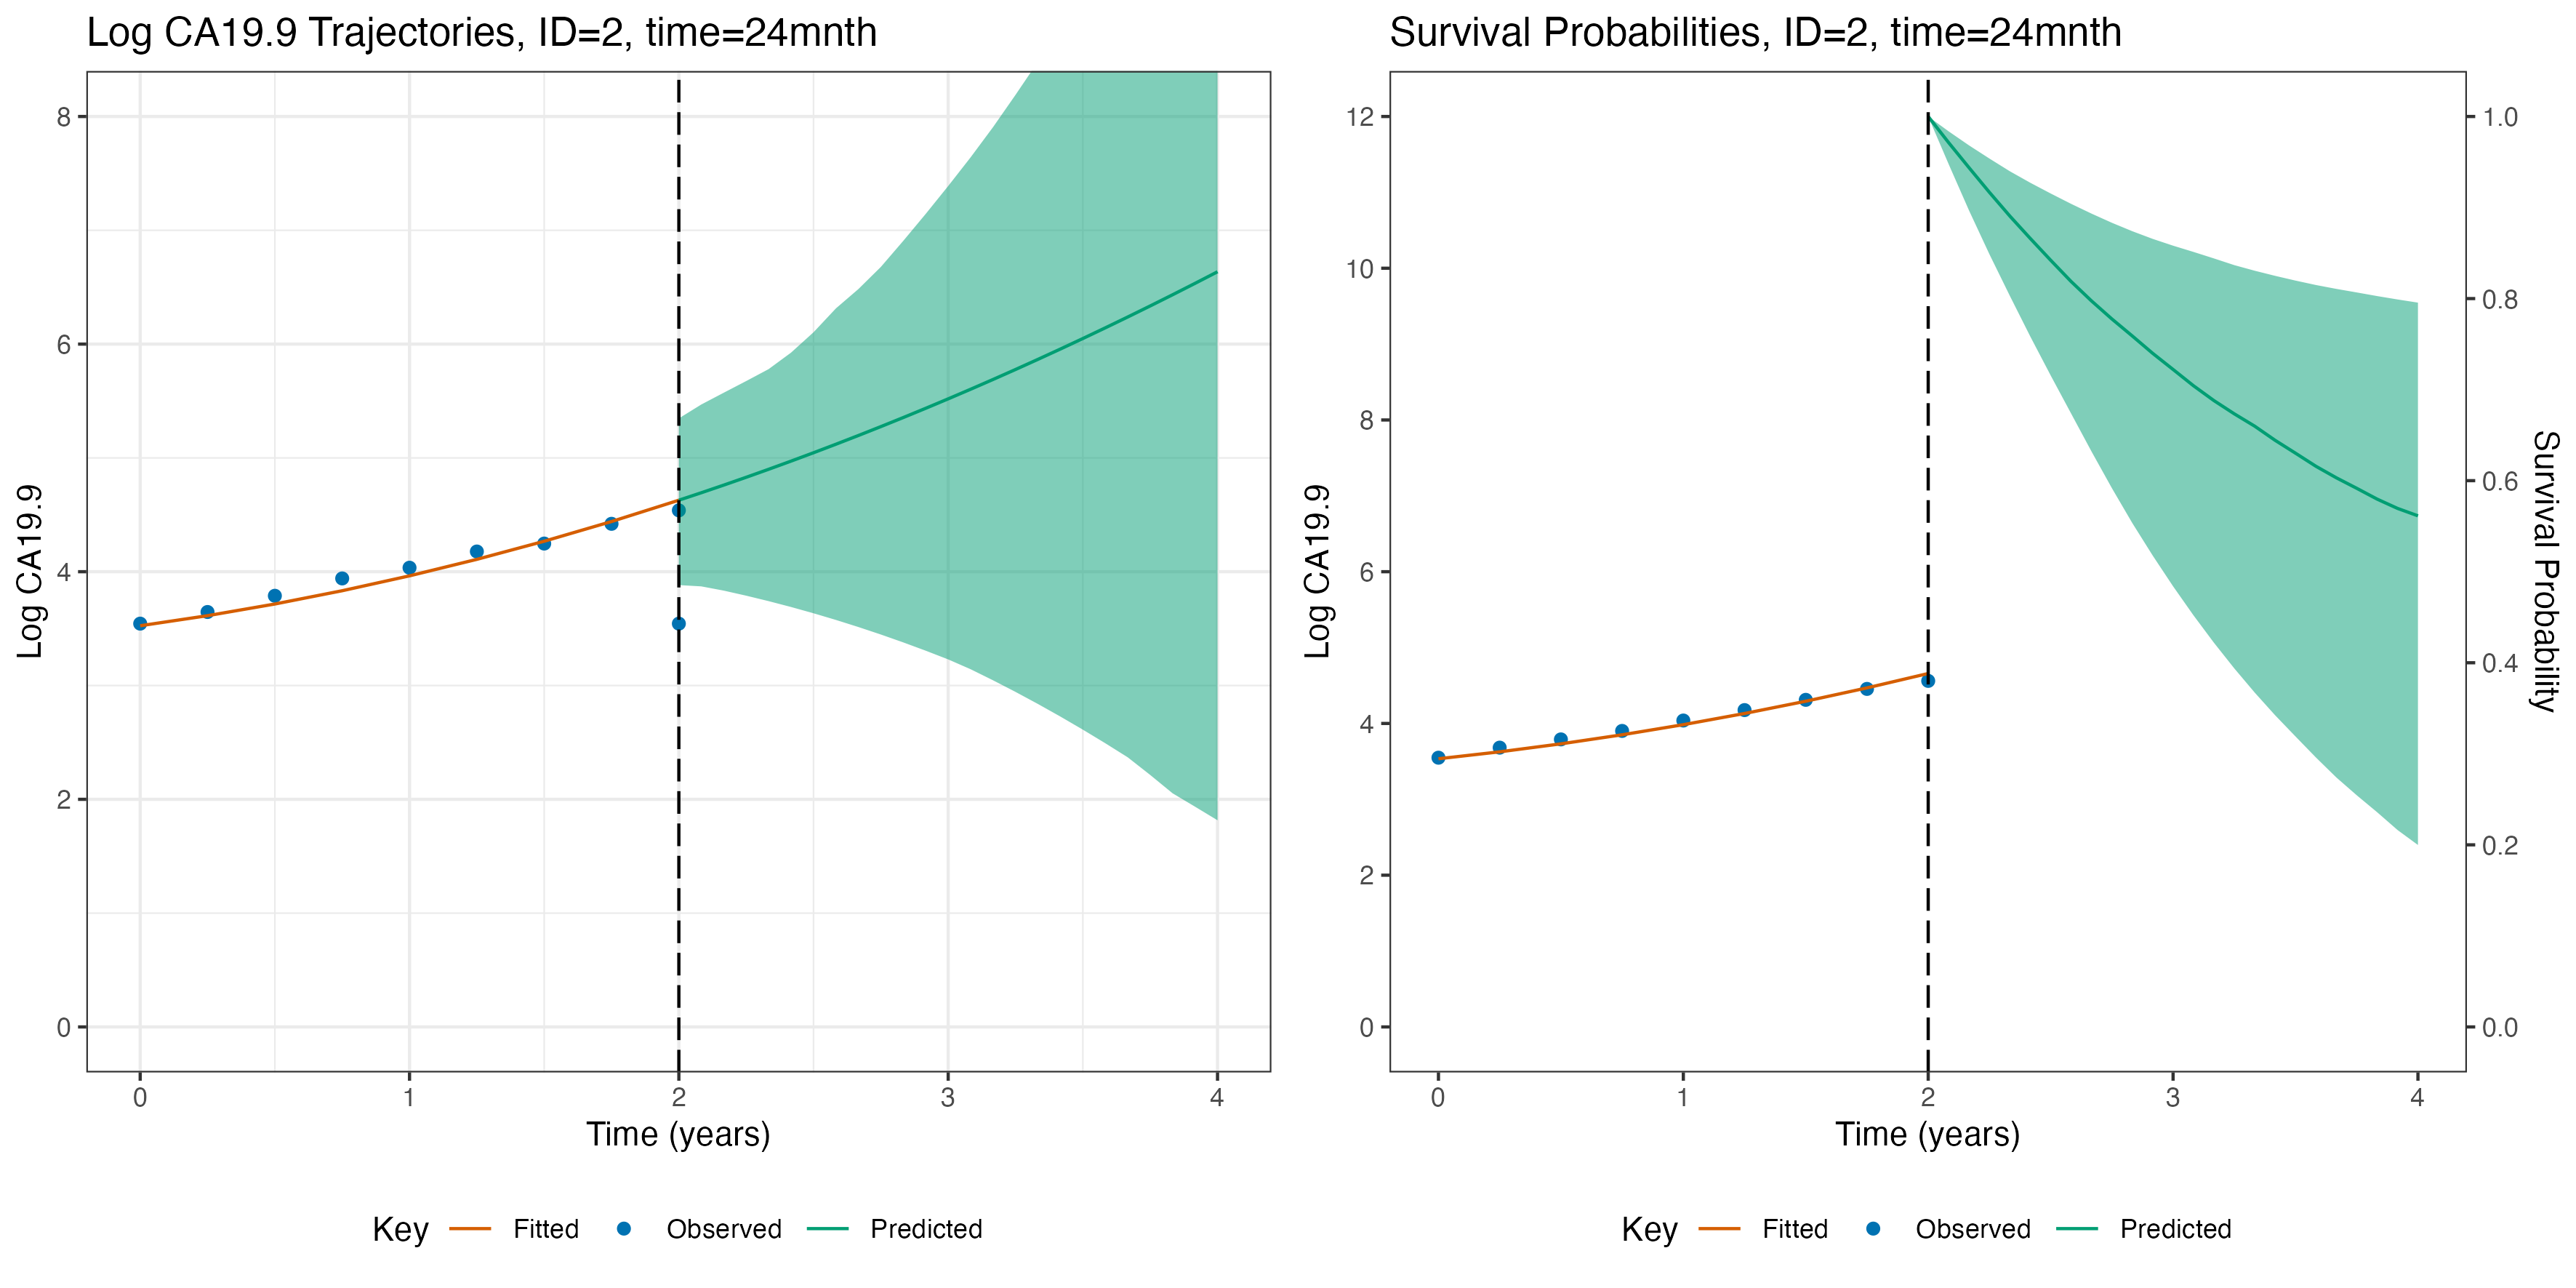 Log CA19.9 Trajectories, ID=2, time=24mnth
8
6
4
2
0
Log CA19.9
0 1 2 3 4
Time (years)
Key Fitted Observed Predicted
Survival Probabilities, ID=2, time=24mnth
12
10
8
6
4
2
0
Log CA19.9
1.0
0.8
0.6
0.4
0.2
0.0
Survival Probability
0 1 2 3 4
Time (years)
Key Fitted Observed Predicted